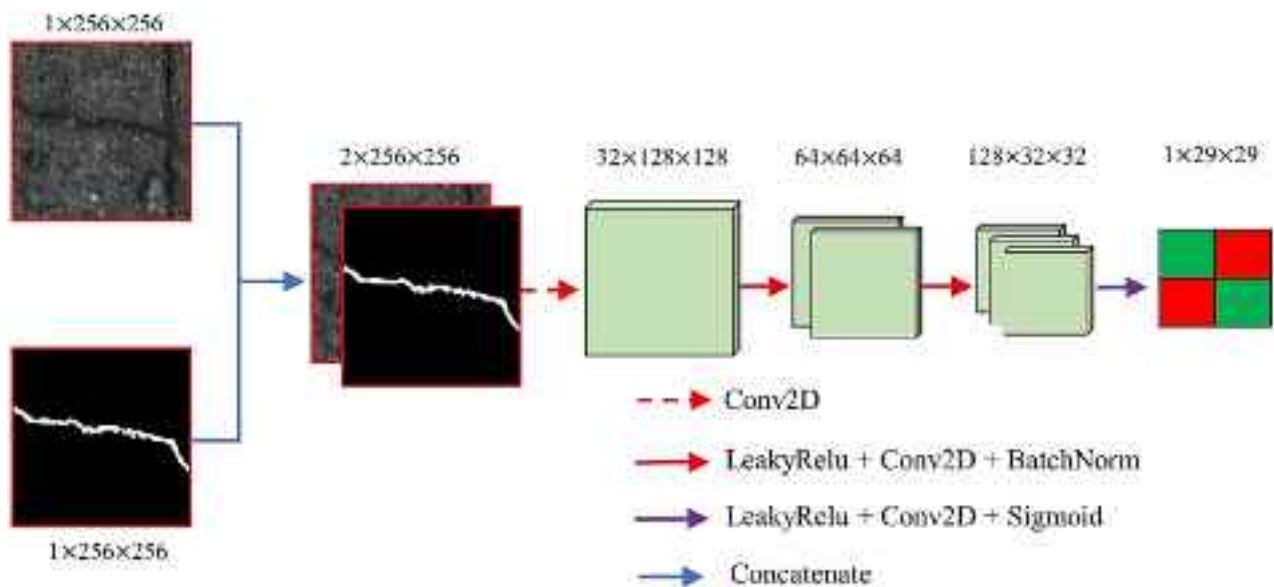 1×256×256
2×256×256
32×128×128
64×64×64
128×32×32
1×29×29
Conv2D
LeakyRelu + Conv2D + BatchNorm
LeakyRelu + Conv2D + Sigmoid
1×256×256
Concatenate